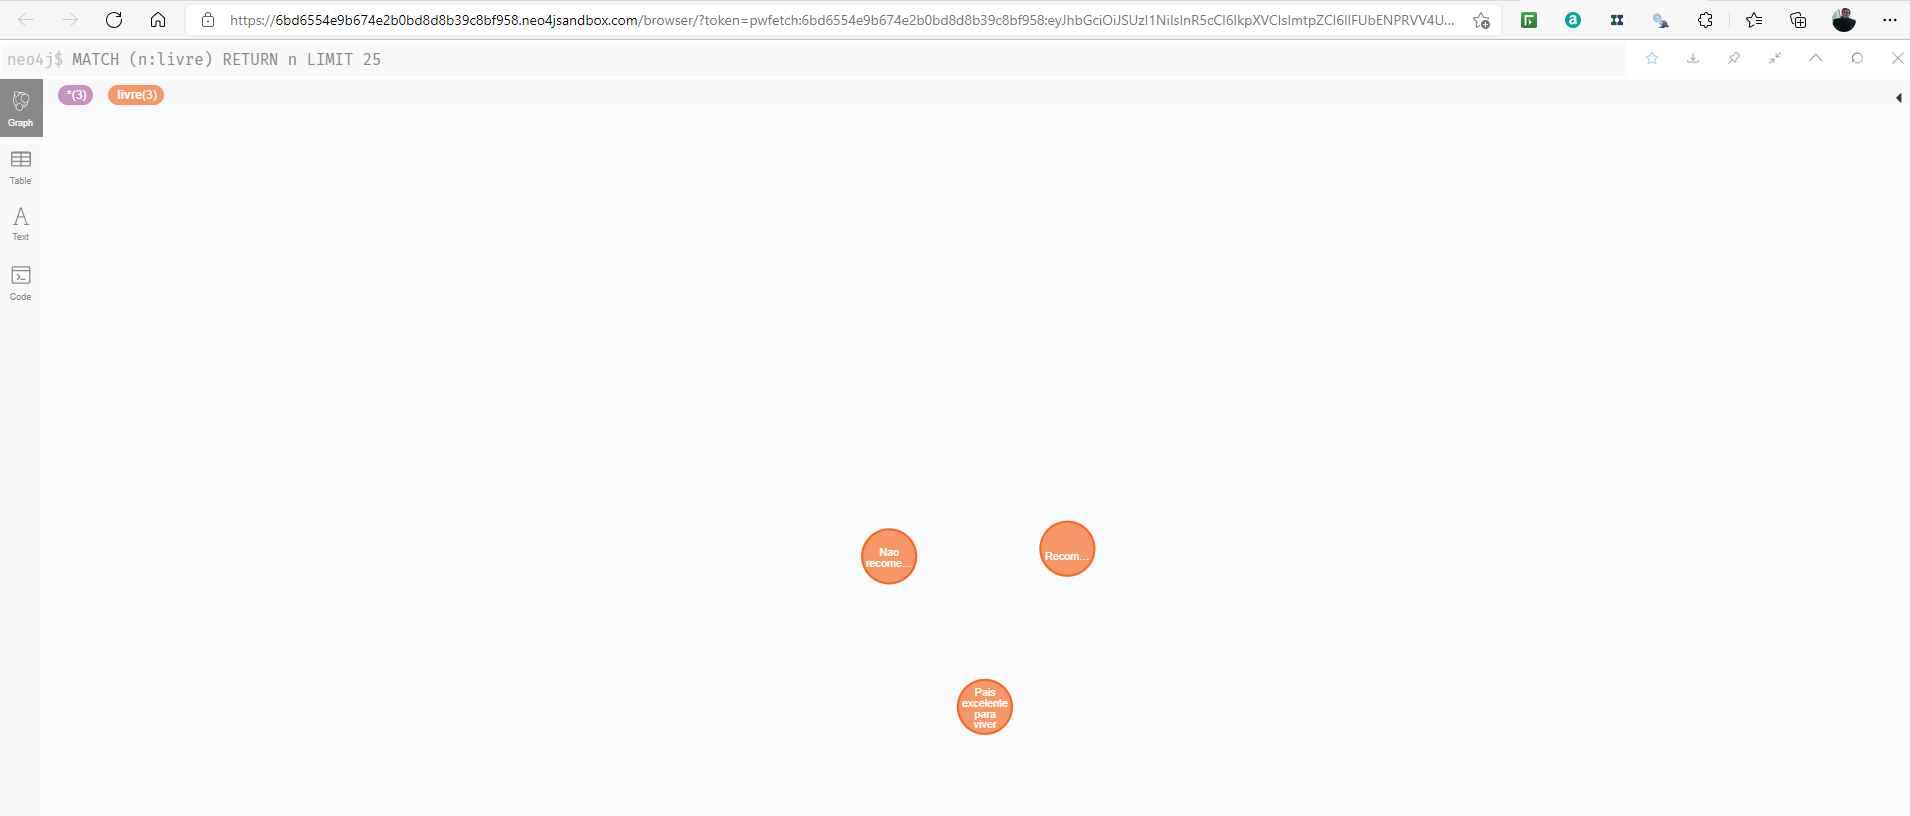 https://6bd6554e9b674e2b0bd8d8b39c8bf958.neo4jsandbox.com/browser/?token=pwfetch:6bd6554e9b674e2b0bd8d8b39c8bf958:eyJhbGciOiJSUzI1NiIsInR5cCI6IkpXVCIsImtpZCI6IlFUbENPRVV4U...
neo4j$ MATCH (n:livre) RETURN n LIMIT 25
*(3) livre(3)
Graph
Table
Text
Code
Nao
recome...
Recom...
Pais
excelente
para
viver